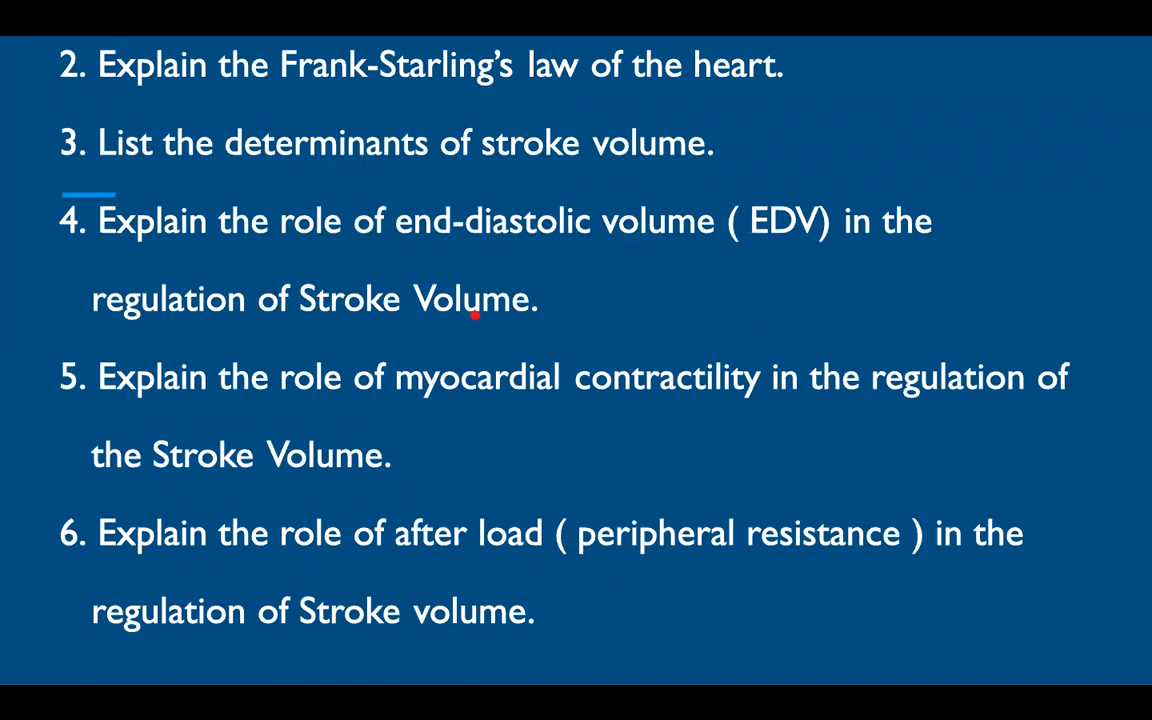 2. Explain the Frank-Starling’s law of the heart.
3. List the determinants of stroke volume.
4. Explain the role of end-diastolic volume ( EDV) in the
regulation of Stroke Volume.
5. Explain the role of myocardial contractility in the regulation of
the Stroke Volume.
6. Explain the role of after load ( peripheral resistance ) in the
regulation of Stroke volume.